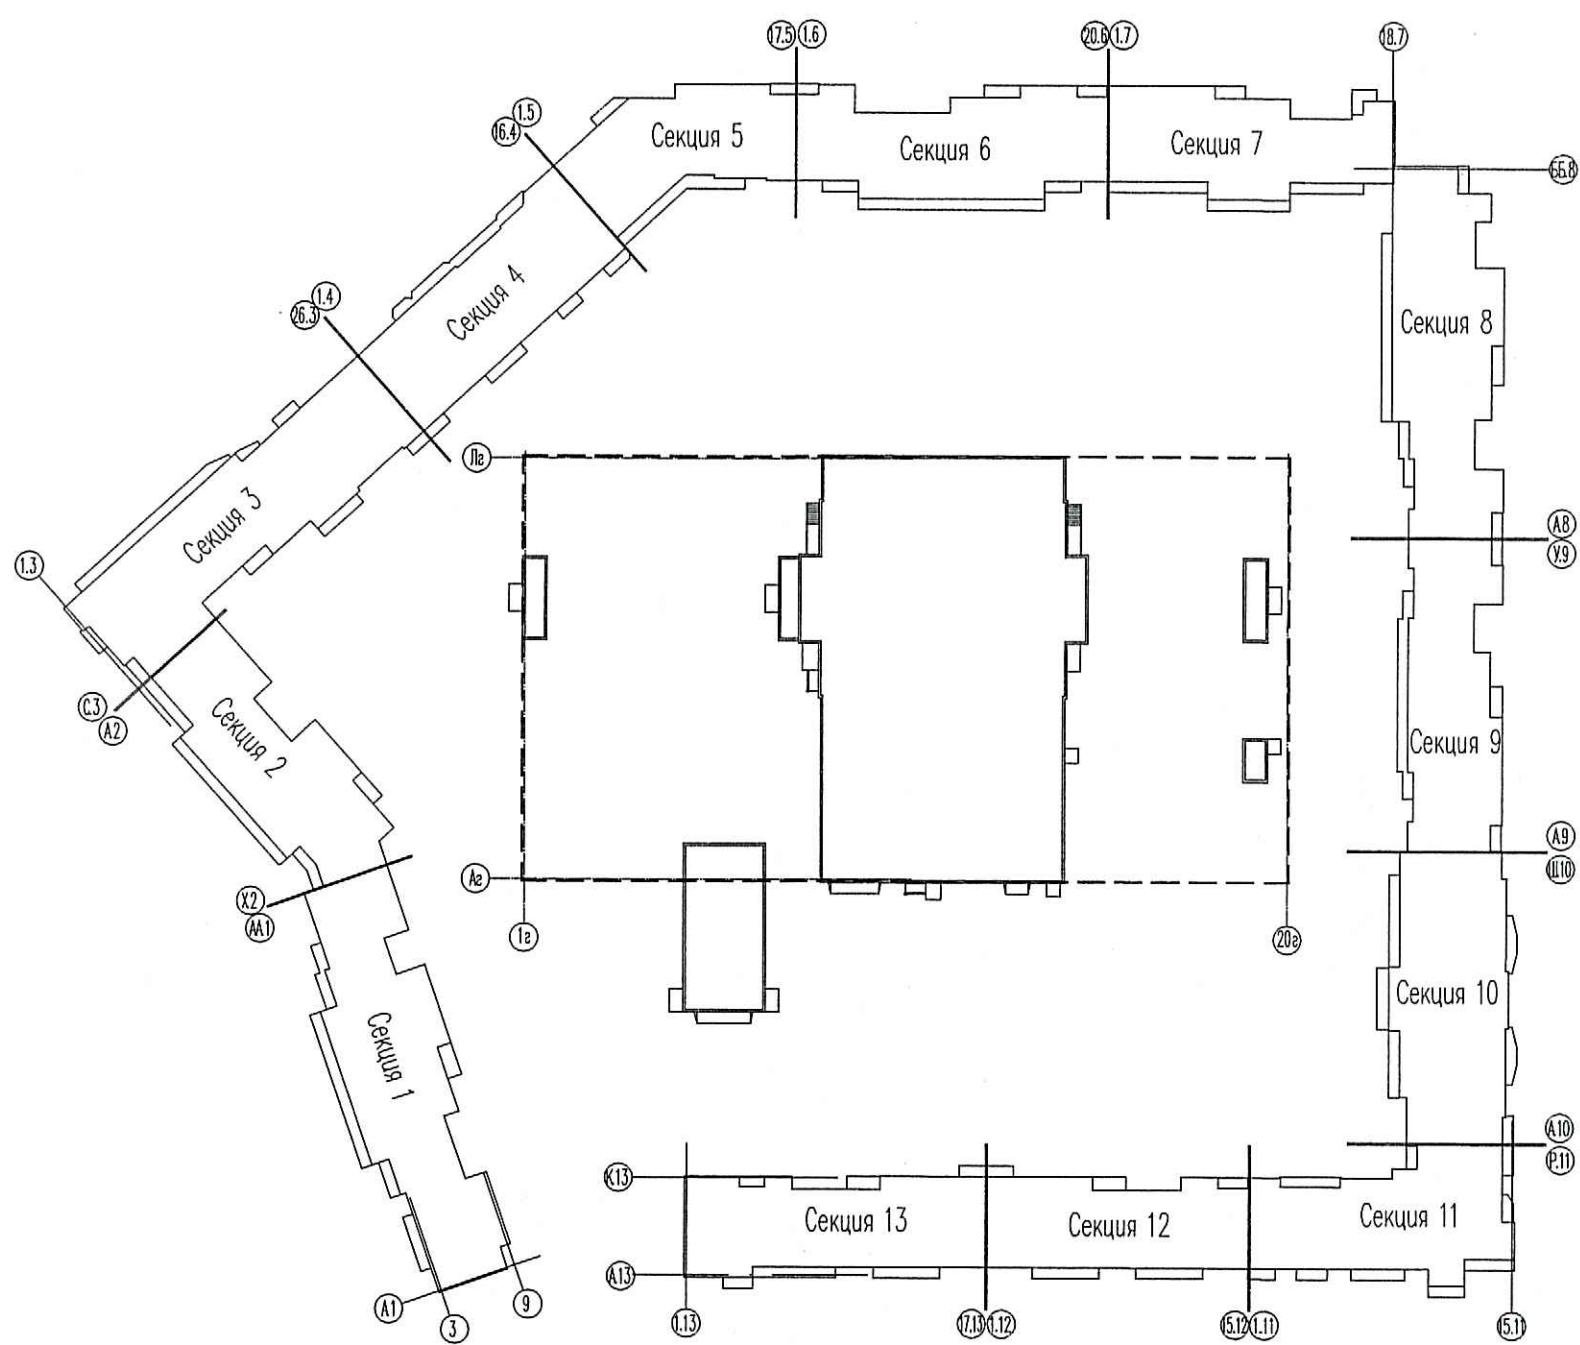 17.5 1.6
20.6 1.7
18.7
1.5
16.4
Секция 5
Секция 6
Секция 7
ББ.8
1.4
26.3
Секция 4
Секция 8
Лг
Секция 3
1.3
А8
У.9
С.3
А2
Секция 2
Секция 9
А9
Ш.10
Аг
Х2
АА1
1г
20г
Секция 10
Секция 1
А10
Р.11
К13
Секция 13
Секция 12
Секция 11
А13
А1
3
9
1.13
17.13 1.12
15.12 1.11
15.11